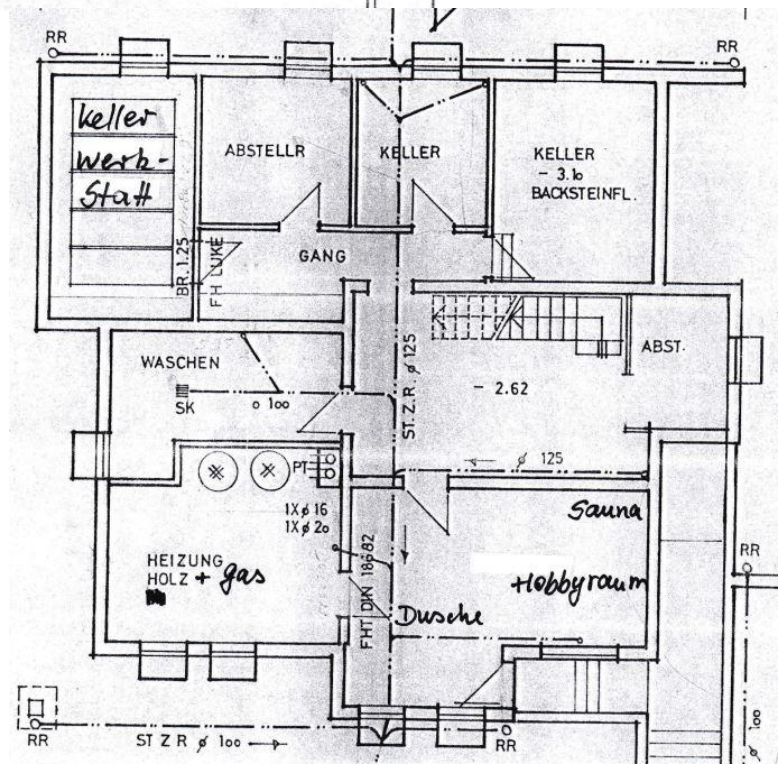 RR
RR
Keller
werk-
Statt
ABSTELLR
KELLER
KELLER
- 3.10
BACKSTEINFL.
BR. 1.25
FH LUKE
GANG
WASCHEN
SK
ø 100
ST. Z. R. ø 125
- 2.62
ABST.
ø 125
PT
1X ø 16
1X ø 20
HEIZUNG
HOLZ + gas
FHT DIN 18682
Sauna
+Hobbyraum
Dusche
RR
RR
ST Z R ø 100
RR
ø 100